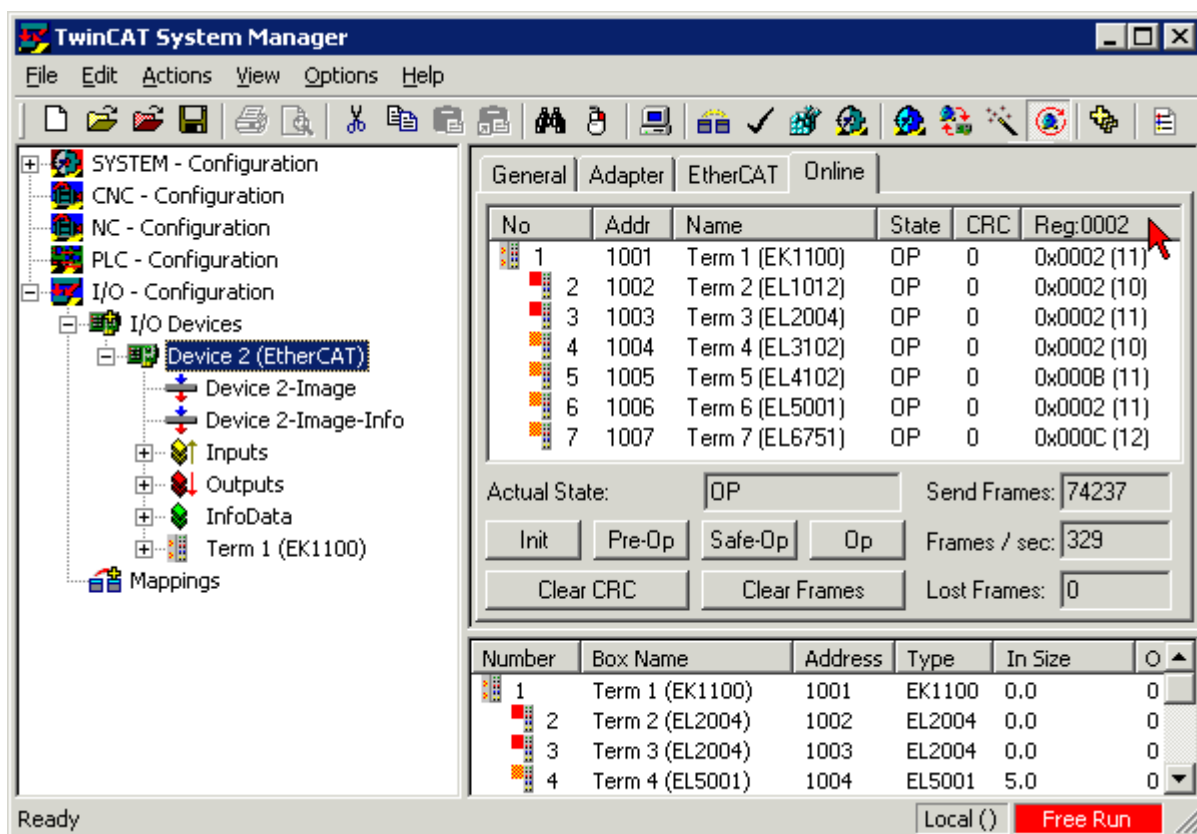 TwinCAT System Manager
File Edit Actions View Options Help
SYSTEM - Configuration
CNC - Configuration
NC - Configuration
PLC - Configuration
I/O - Configuration
I/O Devices
Device 2 (EtherCAT)
Device 2-Image
Device 2-Image-Info
Inputs
Outputs
InfoData
Term 1 (EK1100)
Mappings
General Adapter EtherCAT Online
No Addr Name State CRC Reg:0002
1 1001 Term 1 (EK1100) OP 0 0x0002 (11)
2 1002 Term 2 (EL1012) OP 0 0x0002 (10)
3 1003 Term 3 (EL2004) OP 0 0x0002 (11)
4 1004 Term 4 (EL3102) OP 0 0x0002 (10)
5 1005 Term 5 (EL4102) OP 0 0x000B (11)
6 1006 Term 6 (EL5001) OP 0 0x0002 (11)
7 1007 Term 7 (EL6751) OP 0 0x000C (12)
Actual State: OP Send Frames: 74237
Init Pre-Op Safe-Op Op Frames / sec: 329
Clear CRC Clear Frames Lost Frames: 0
Number Box Name Address Type In Size O
1 Term 1 (EK1100) 1001 EK1100 0.0 0
2 Term 2 (EL2004) 1002 EL2004 0.0 0
3 Term 3 (EL2004) 1003 EL2004 0.0 0
4 Term 4 (EL5001) 1004 EL5001 5.0 0
Ready Local () Free Run